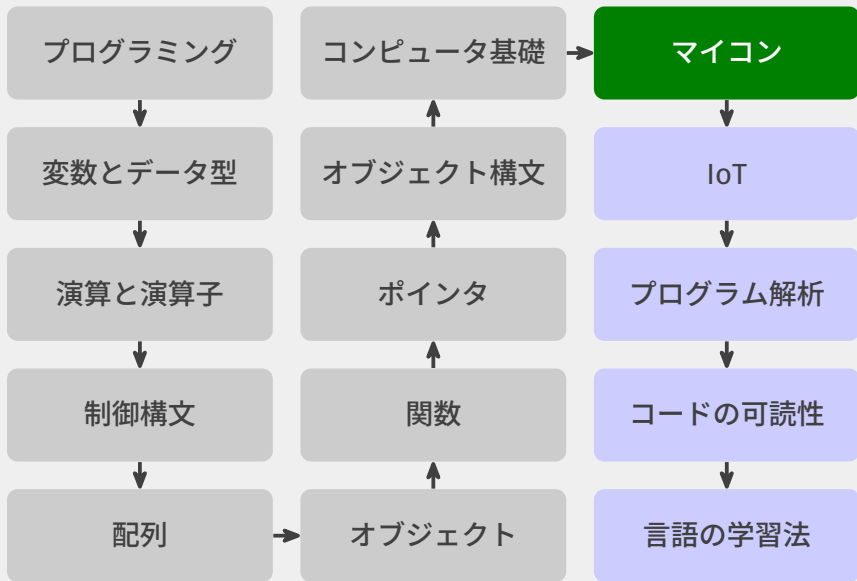 プログラミング
変数とデータ型
演算と演算子
制御構文
配列
オブジェクト
関数
ポインタ
オブジェクト構文
コンピュータ基礎
マイコン
IoT
プログラム解析
コードの可読性
言語の学習法